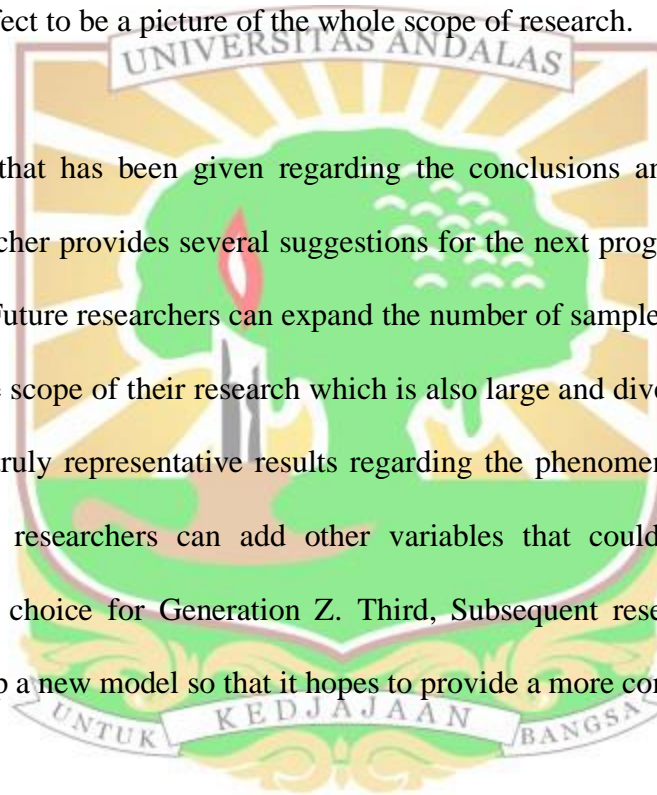 fect to be a picture of the whole scope of research.
UNIVERSITAS ANDALAS
that has been given regarding the conclusions ar
cher provides several suggestions for the next prog
Future researchers can expand the number of sample
scope of their research which is also large and dive
truly representative results regarding the phenomen
researchers can add other variables that could
choice for Generation Z. Third, Subsequent rese
p a new model so that it hopes to provide a more con
UNTUK KEDJAJAAN BANGSA